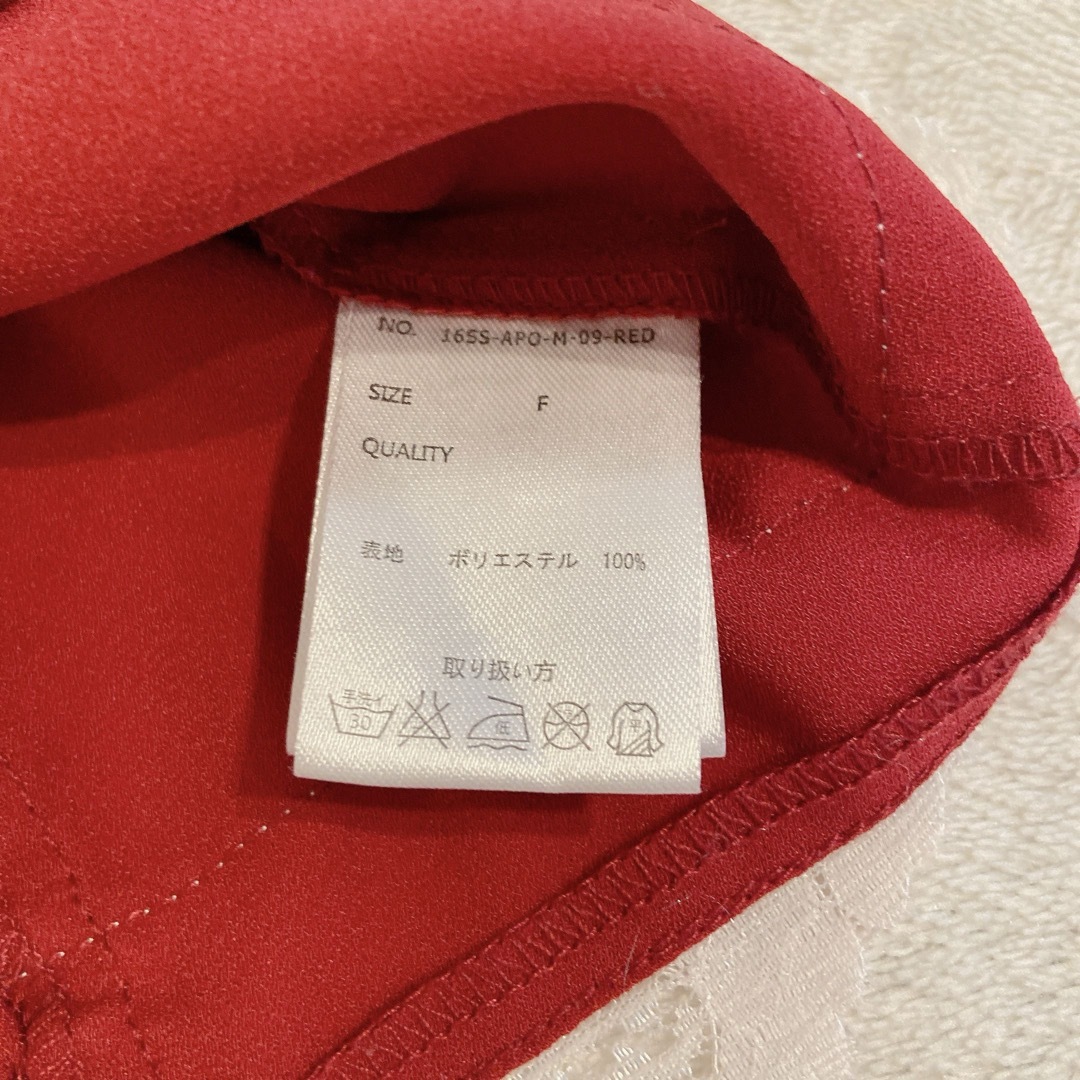 NO. 16SS-APO-M-09-RED
SIZE F
QUALITY
表地 ポリエステル 100%
取り扱い方
手洗イ
30
低
平